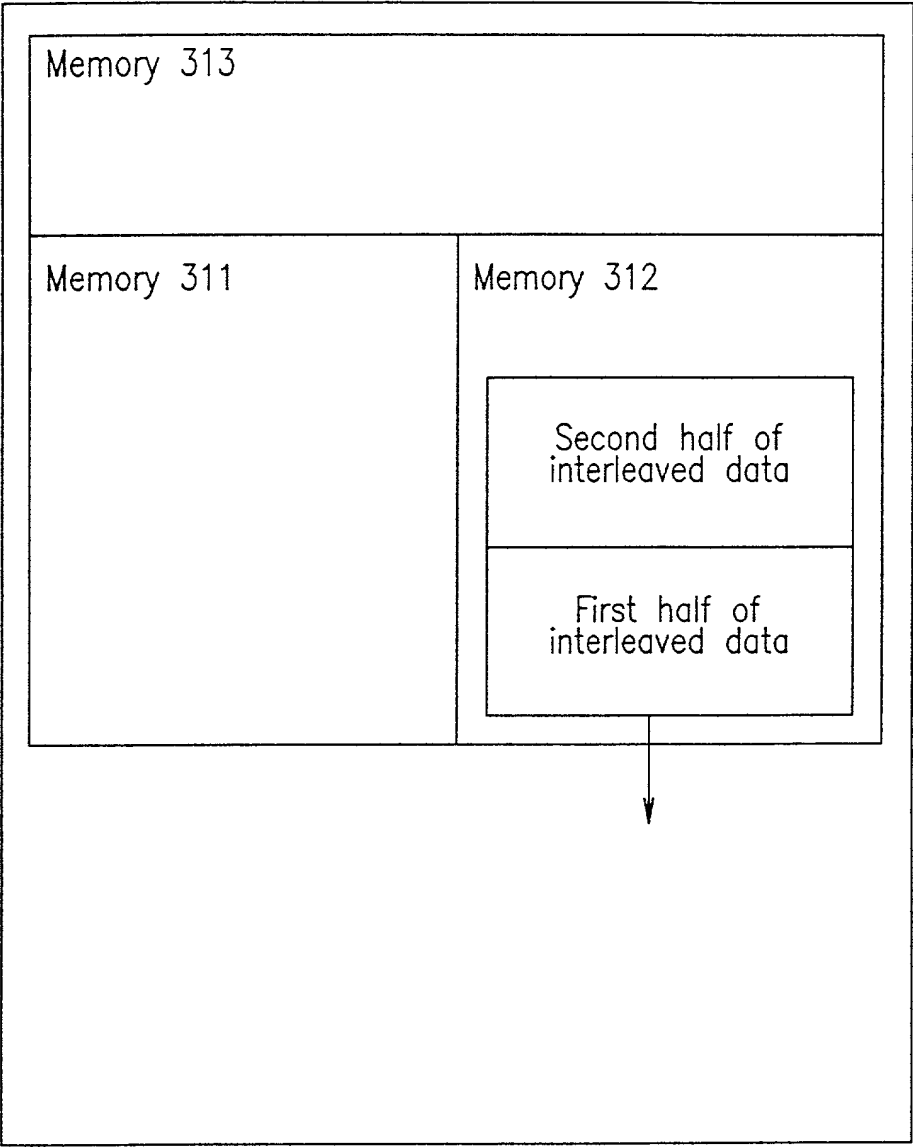 Memory 313
Memory 311
Memory 312
Second half of
interleaved data
First half of
interleaved data